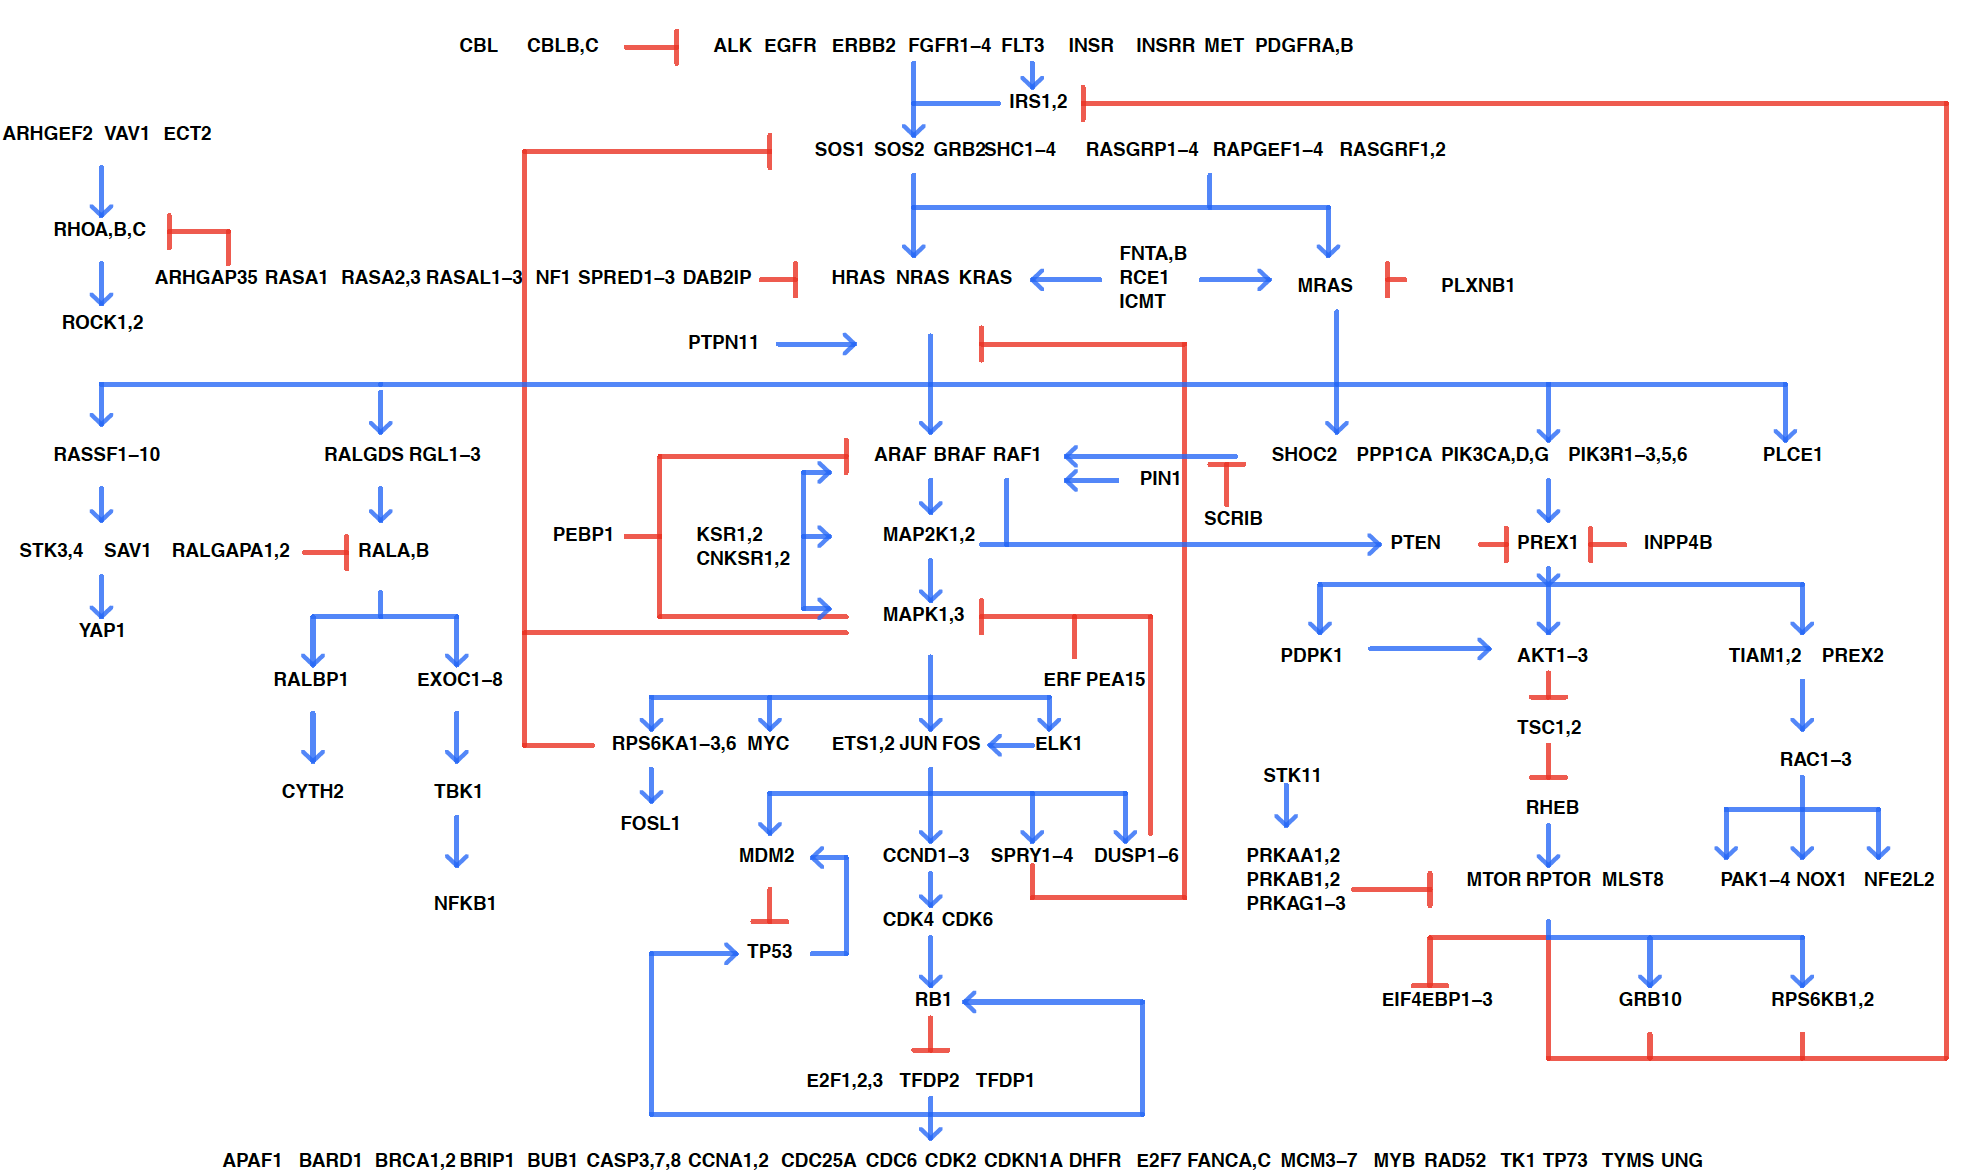 CBL CBLB,C ALK EGFR ERBB2 FGFR1–4 FLT3 INSR INSRR MET PDGFRA,B
IRS1,2
ARHGEF2 VAV1 ECT2
SOS1 SOS2 GRB2 SHC1–4 RASGRP1–4 RAPGEF1–4 RASGRF1,2
RHOA,B,C
FNTA,B
RCE1
ICMT
ARHGAP35 RASA1 RASA2,3 RASAL1–3 NF1 SPRED1–3 DAB2IP HRAS NRAS KRAS
MRAS PLXNB1
ROCK1,2
PTPN11
RASSF1–10 RALGDS RGL1–3 ARAF BRAF RAF1 SHOC2 PPP1CA PIK3CA,D,G PIK3R1–3,5,6 PLCE1
PIN1
SCRIB
PEBP1 KSR1,2 MAP2K1,2
CNKSR1,2
PTEN PREX1 INPP4B
STK3,4 SAV1 RALGAPA1,2 RALA,B
MAPK1,3
YAP1
PDPK1 AKT1–3 TIAM1,2 PREX2
RALBP1 EXOC1–8 ERF PEA15
TSC1,2
RPS6KA1–3,6 MYC ETS1,2 JUN FOS ELK1
RAC1–3
STK11
CYTH2 TBK1
RHEB
FOSL1
MDM2 CCND1–3 SPRY1–4 DUSP1–6 PRKAA1,2
PRKAB1,2
PRKAG1–3
MTOR RPTOR MLST8 PAK1–4 NOX1 NFE2L2
NFKB1
CDK4 CDK6
TP53
RB1 EIF4EBP1–3 GRB10 RPS6KB1,2
E2F1,2,3 TFDP2 TFDP1
APAF1 BARD1 BRCA1,2 BRIP1 BUB1 CASP3,7,8 CCNA1,2 CDC25A CDC6 CDK2 CDKN1A DHFR E2F7 FANCA,C MCM3–7 MYB RAD52 TK1 TP73 TYMS UNG